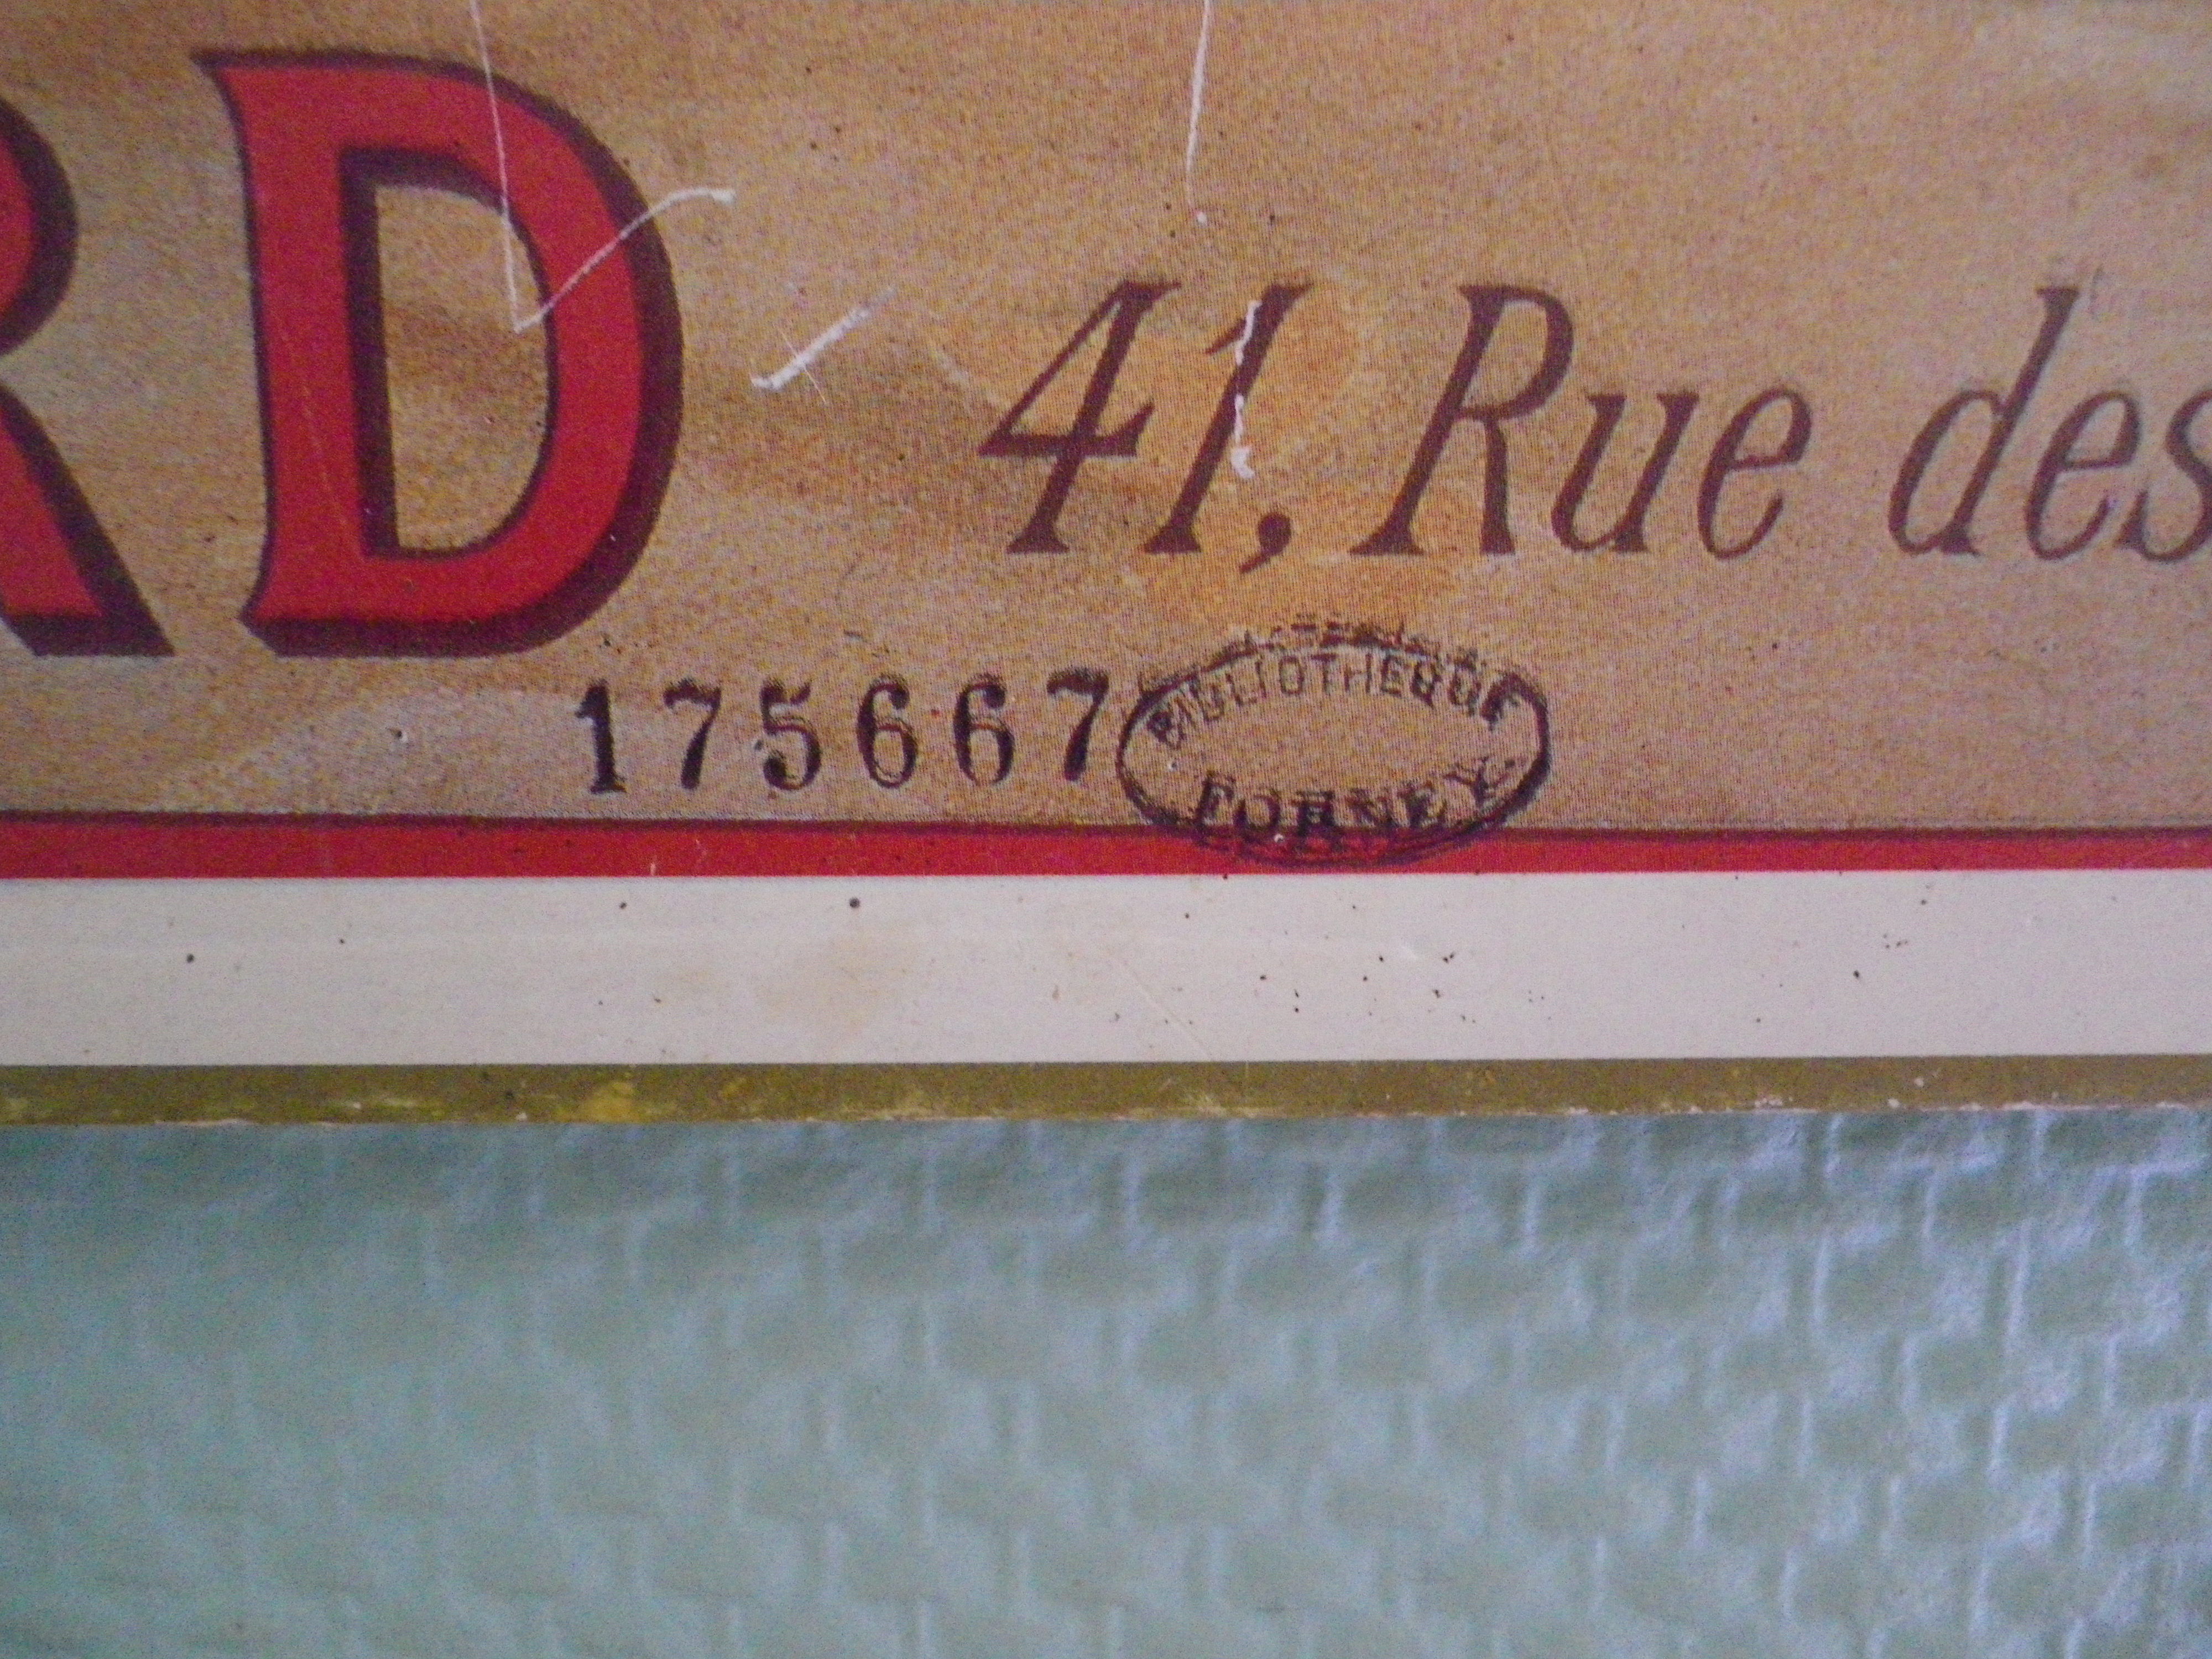 RD 41, Rue des
175667 BIBLIOTHEQUE
FORNEY